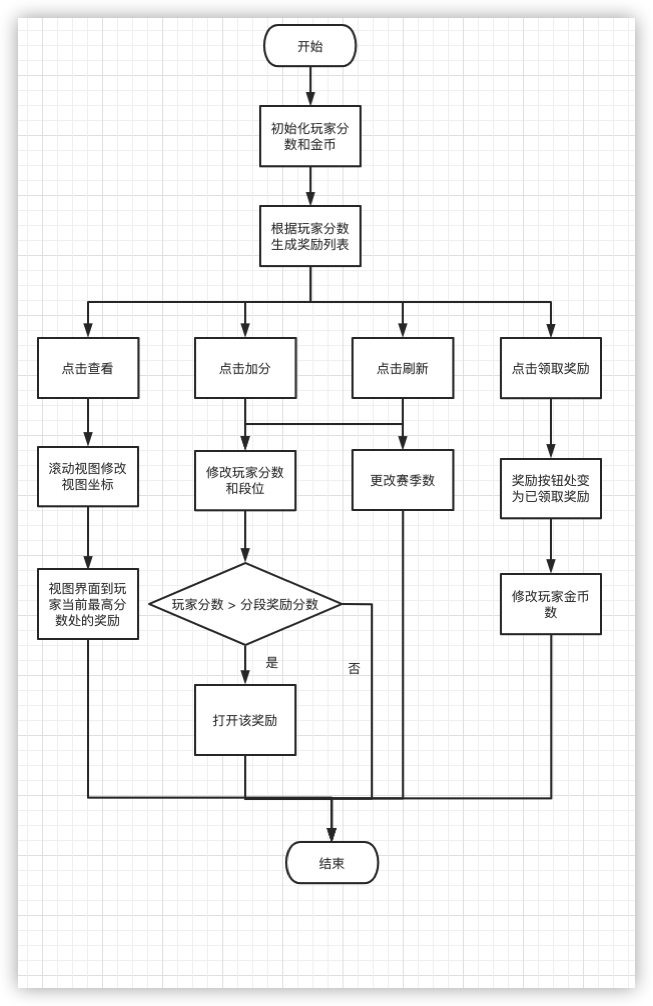 开始
初始化玩家分
数和金币
根据玩家分数
生成奖励列表
点击查看
点击加分
点击刷新
点击领取奖励
滚动视图修改
视图坐标
修改玩家分数
和段位
更改赛季数
奖励按钮处变
为已领取奖励
视图界面到玩
家当前最高分
数处的奖励
玩家分数 > 分段奖励分数
修改玩家金币
数
是
否
打开该奖励
结束